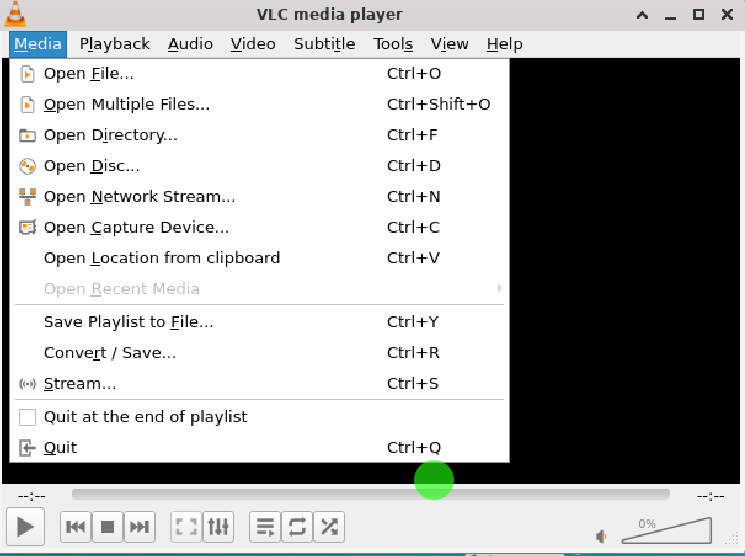 VLC media player
Media Playback Audio Video Subtitle Tools View Help
Open File... Ctrl+O
Open Multiple Files... Ctrl+Shift+O
Open Directory... Ctrl+F
Open Disc... Ctrl+D
Open Network Stream... Ctrl+N
Open Capture Device... Ctrl+C
Open Location from clipboard Ctrl+V
Open Recent Media
Save Playlist to File... Ctrl+Y
Convert / Save... Ctrl+R
Stream... Ctrl+S
Quit at the end of playlist
Quit Ctrl+Q
--:-- --:--
0%